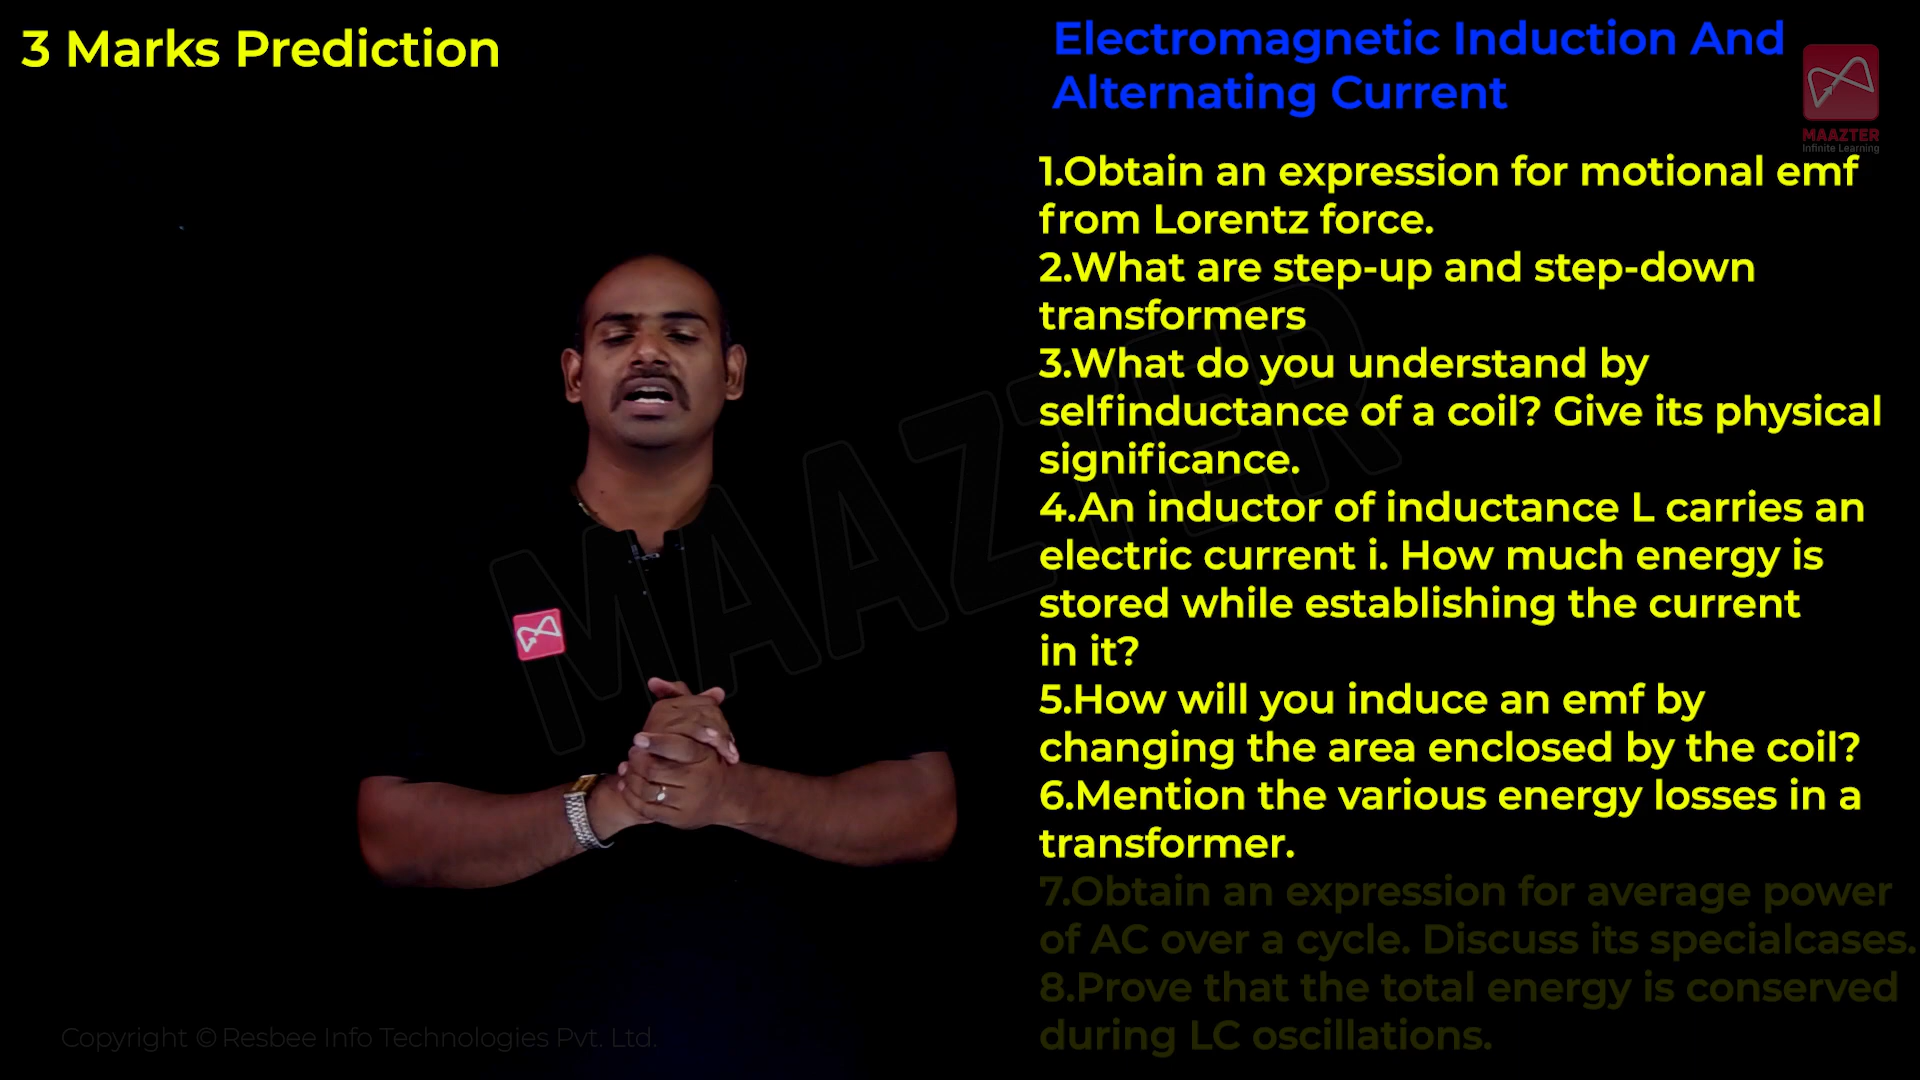 3 Marks Prediction
Electromagnetic Induction And
Alternating Current
MAAZTER
Infinite Learning
1.Obtain an expression for motional emf
from Lorentz force.
2.What are step-up and step-down
transformers
3.What do you understand by
selfinductance of a coil? Give its physical
significance.
4.An inductor of inductance L carries an
electric current i. How much energy is
stored while establishing the current
in it?
5.How will you induce an emf by
changing the area enclosed by the coil?
6.Mention the various energy losses in a
transformer.
7.Obtain an expression for average power
of AC over a cycle. Discuss its specialcases.
8.Prove that the total energy is conserved
during LC oscillations.
MAAZTER
Copyright © Resbee Info Technologies Pvt. Ltd.